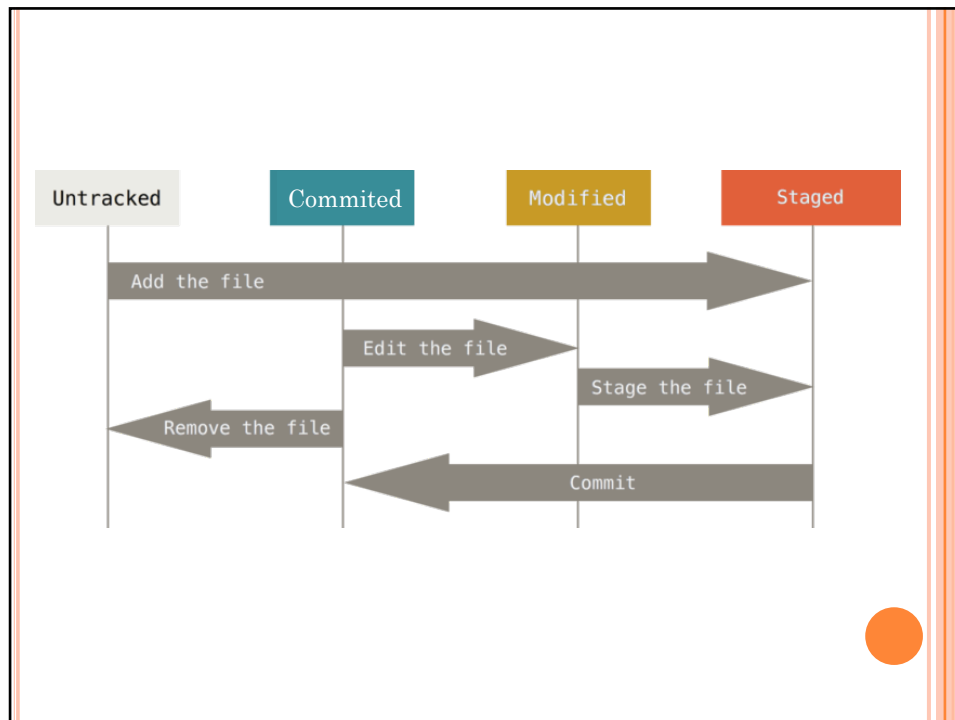 Untracked
Commited
Modified
Staged
Add the file
Edit the file
Stage the file
Remove the file
Commit